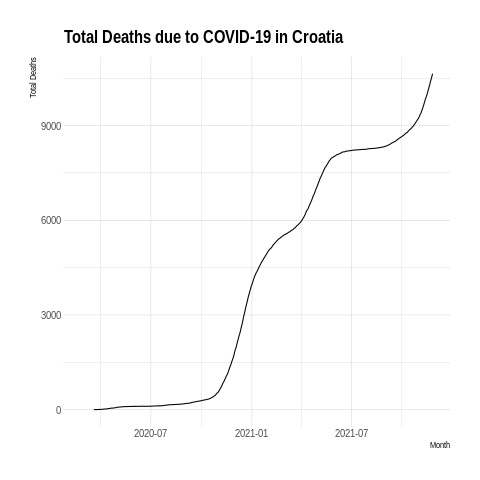 Total Deaths due to COVID-19 in Croatia
Total Deaths
9000
6000
3000
0
2020-07
2021-01
2021-07
Month